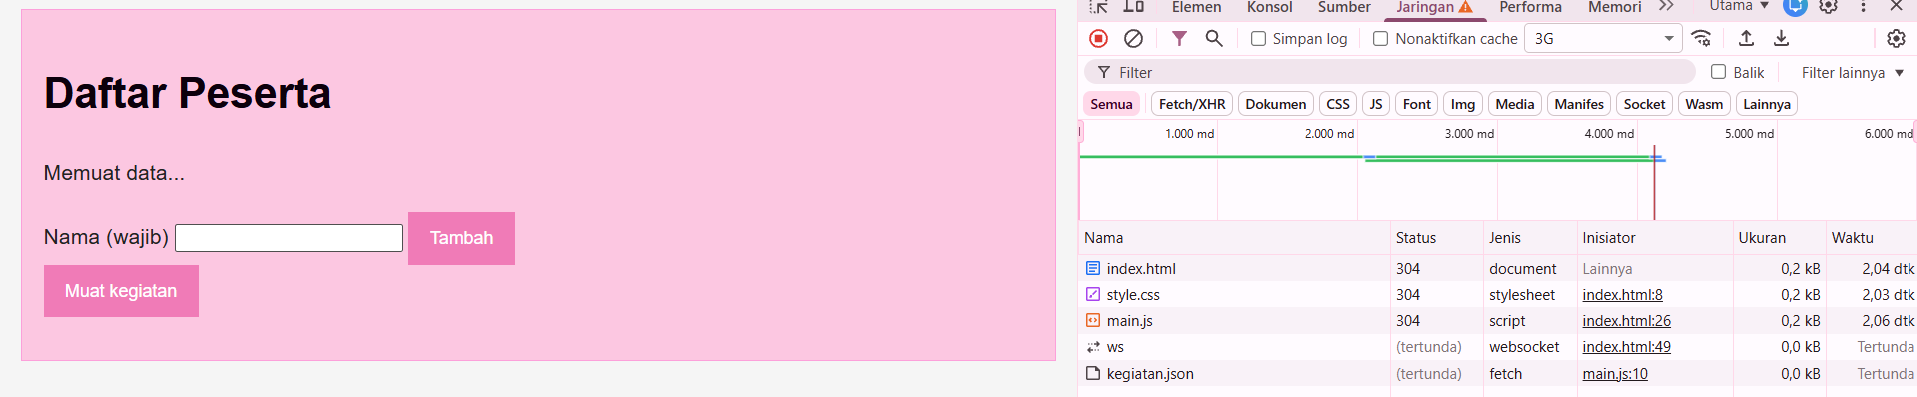 Daftar Peserta
Memuat data...
Nama (wajib) Tambah
Muat kegiatan
Elemen Konsol Sumber Jaringan Performa Memori Utama
Simpan log Nonaktifkan cache 3G
Filter Balik Filter lainnya
Semua Fetch/XHR Dokumen CSS JS Font Img Media Manifes Socket Wasm Lainnya
1.000 md 2.000 md 3.000 md 4.000 md 5.000 md 6.000 md
Nama Status Jenis Inisiator Ukuran Waktu
index.html 304 document Lainnya 0,2 kB 2,04 dtk
style.css 304 stylesheet index.html:8 0,2 kB 2,03 dtk
main.js 304 script index.html:26 0,2 kB 2,06 dtk
ws (tertunda) websocket index.html:49 0,0 kB Tertunda
kegiatan.json (tertunda) fetch main.js:10 0,0 kB Tertunda